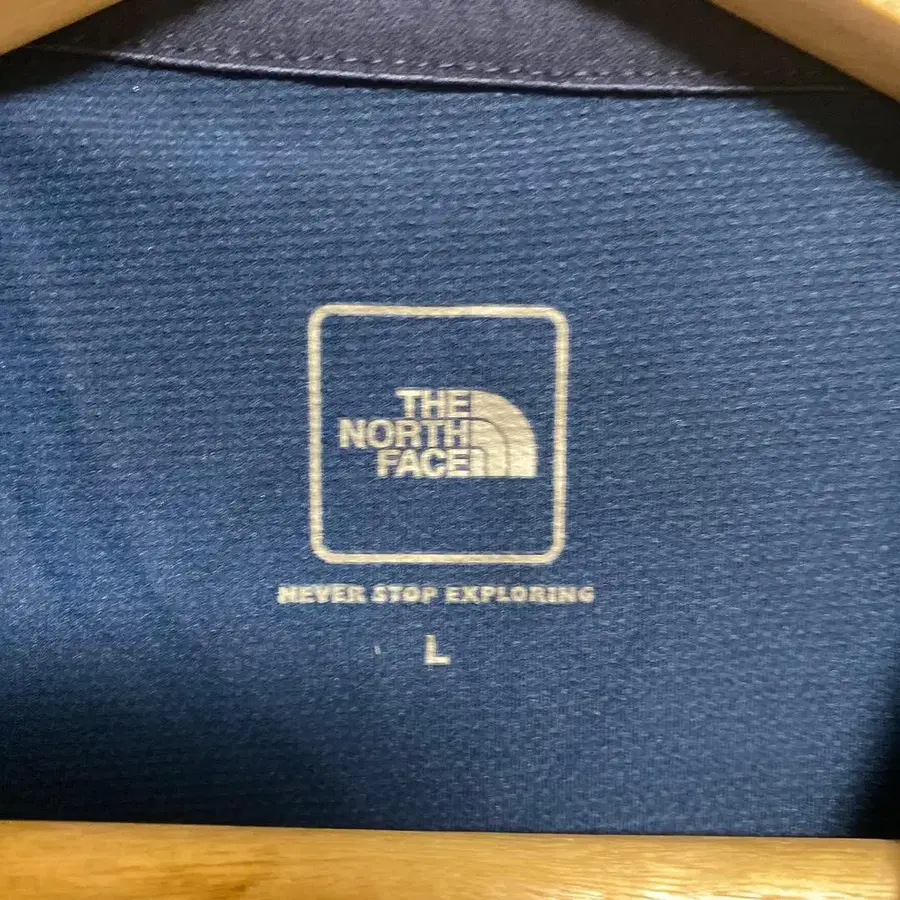 THE
NORTH
FACE
NEVER STOP EXPLORING
L